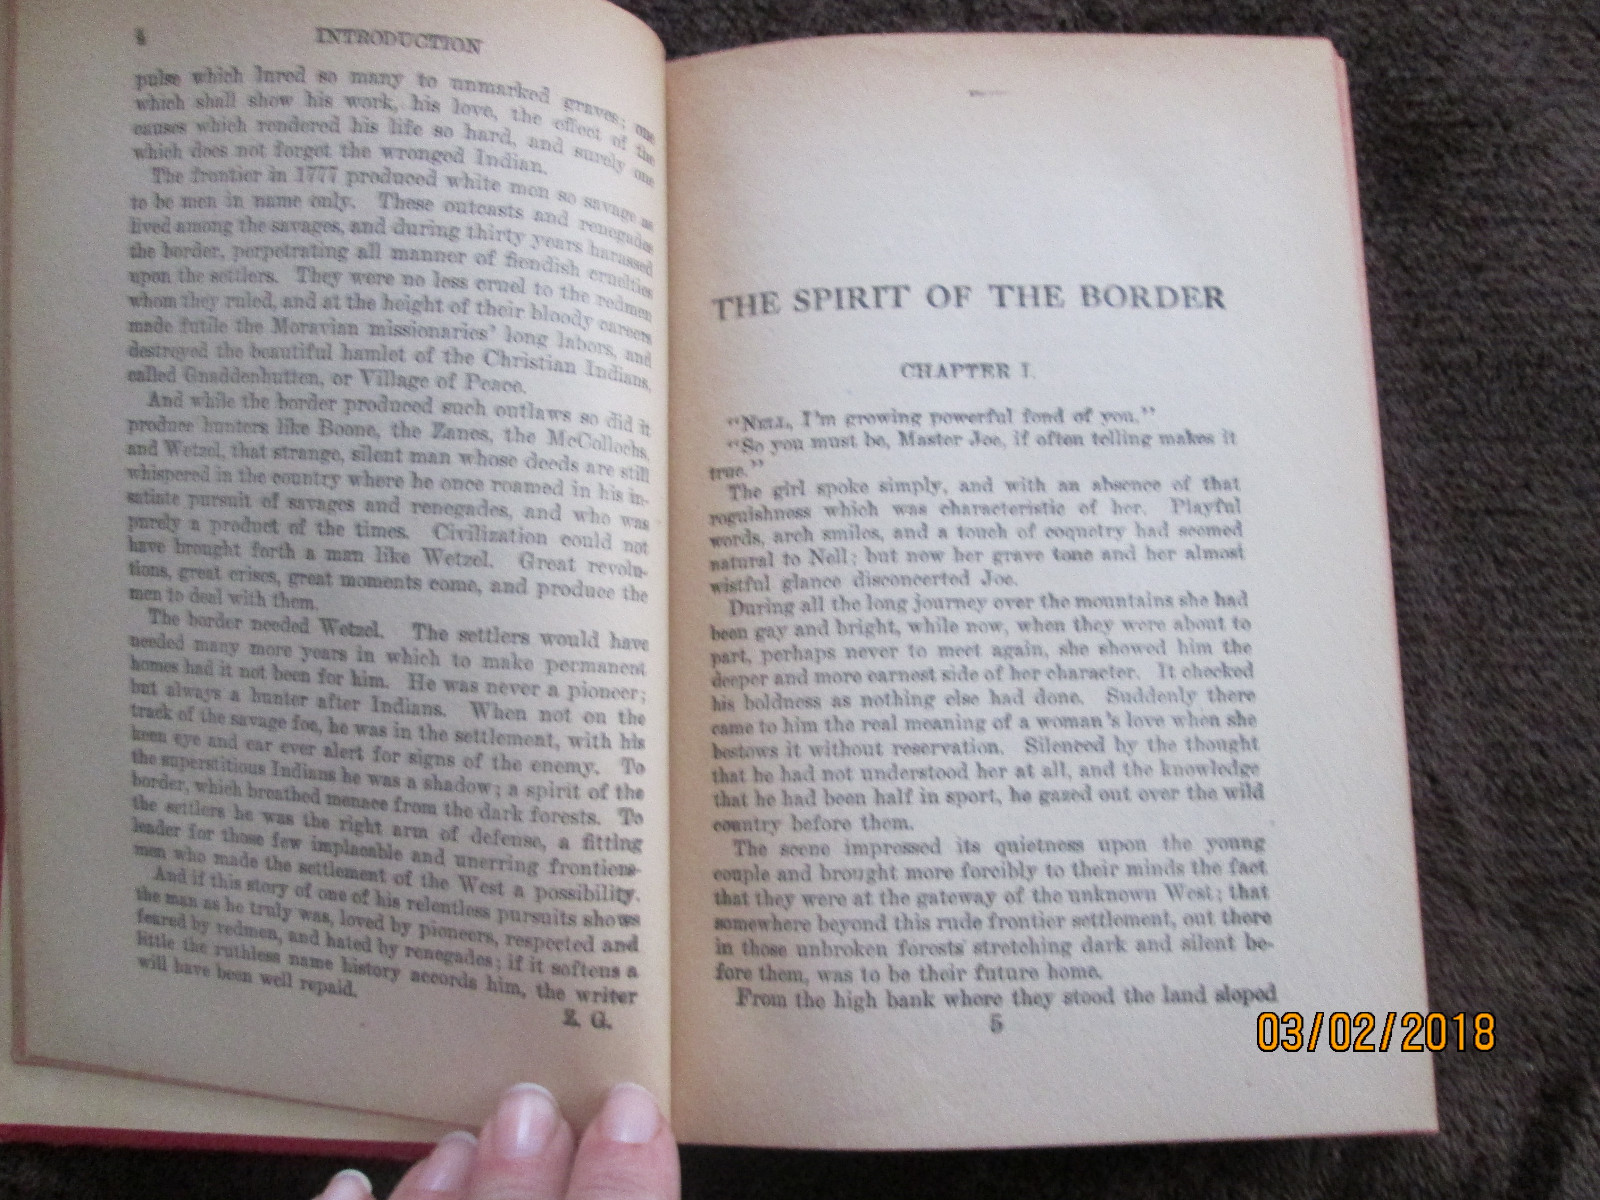 4 INTRODUCTION
pulse which lured so many to unmarked graves; one
which shall show his work, his love, the effect of the
causes which rendered his life so hard, and surely one
which does not forget the wronged Indian.
The frontier in 1777 produced white men so savage as
to be men in name only. These outcasts and renegades
lived among the savages, and during thirty years harassed
the border, perpetrating all manner of fiendish cruelties
upon the settlers. They were no less cruel to the redmen
whom they ruled, and at the height of their bloody careers
made futile the Moravian missionaries' long labors, and
destroyed the beautiful hamlet of the Christian Indians,
called Gnaddenhutten, or Village of Peace.
And while the border produced such outlaws so did it
produce hunters like Boone, the Zanes, the McCollochs,
and Wetzel, that strange, silent man whose deeds are still
whispered in the country where he once roamed in his in-
satiate pursuit of savages and renegades, and who was
purely a product of the times. Civilization could not
have brought forth a man like Wetzel. Great revolu-
tions, great crises, great moments come, and produce the
men to deal with them.
The border needed Wetzel. The settlers would have
needed many more years in which to make permanent
homes had it not been for him. He was never a pioneer;
but always a hunter after Indians. When not on the
track of the savage foe, he was in the settlement, with his
keen eye and ear ever alert for signs of the enemy. To
the superstitious Indians he was a shadow; a spirit of the
border, which breathed menace from the dark forests. To
the settlers he was the right arm of defense, a fitting
leader for those few implacable and unerring frontiers-
men who made the settlement of the West a possibility.
And if this story of one of his relentless pursuits shows
the man as he truly was, loved by pioneers, respected and
feared by redmen, and hated by renegades; if it softens a
little the ruthless name history accords him, the writer
will have been well repaid.
Z. G.
THE SPIRIT OF THE BORDER
CHAPTER I.
"NELL, I'm growing powerful fond of you."
"So you must be, Master Joe, if often telling makes it
true."
The girl spoke simply, and with an absence of that
roguishness which was characteristic of her. Playful
words, arch smiles, and a touch of coquetry had seemed
natural to Nell; but now her grave tone and her almost
wistful glance disconcerted Joe.
During all the long journey over the mountains she had
been gay and bright, while now, when they were about to
part, perhaps never to meet again, she showed him the
deeper and more earnest side of her character. It checked
his boldness as nothing else had done. Suddenly there
came to him the real meaning of a woman's love when she
bestows it without reservation. Silenced by the thought
that he had not understood her at all, and the knowledge
that he had been half in sport, he gazed out over the wild
country before them.
The scene impressed its quietness upon the young
couple and brought more forcibly to their minds the fact
that they were at the gateway of the unknown West; that
somewhere beyond this rude frontier settlement, out there
in those unbroken forests stretching dark and silent be-
fore them, was to be their future home.
From the high bank where they stood the land sloped
5
03/02/2018